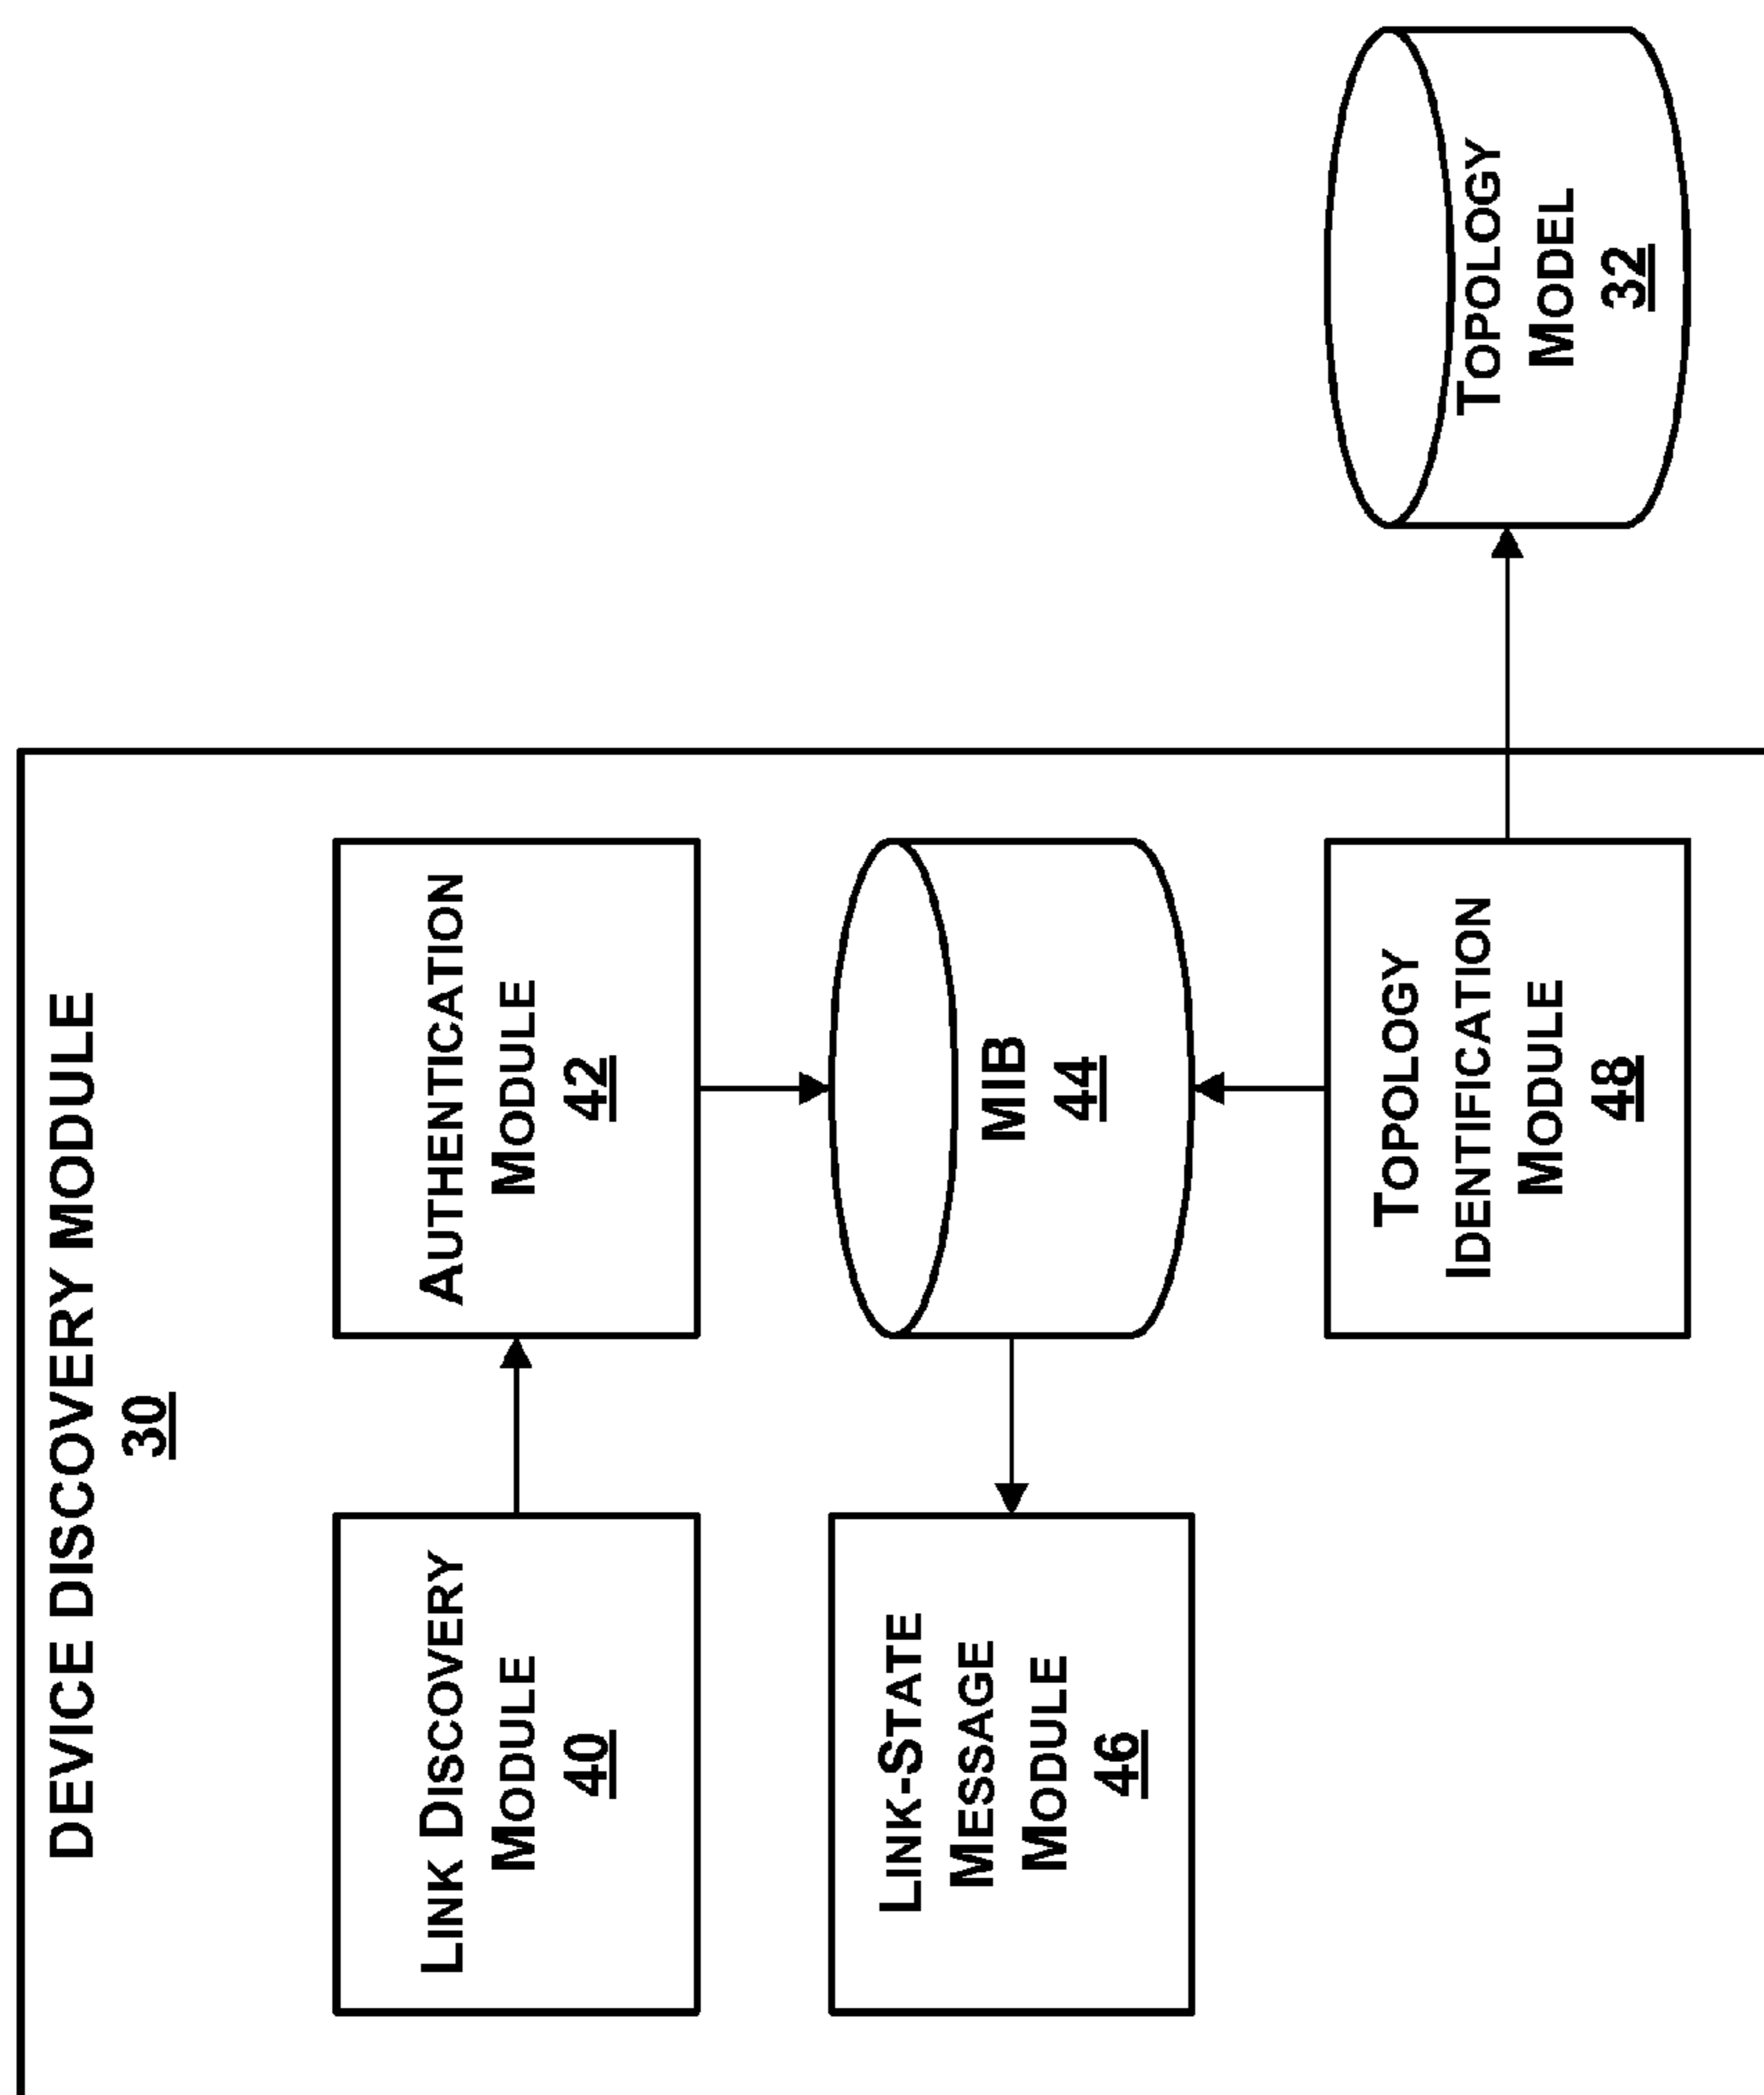 DEVICE DISCOVERY MODULE
30
LINK DISCOVERY
MODULE
40
AUTHENTICATION
MODULE
42
LINK-STATE
MESSAGE
MODULE
46
MIB
44
TOPOLOGY
IDENTIFICATION
MODULE
48
TOPOLOGY
MODEL
32